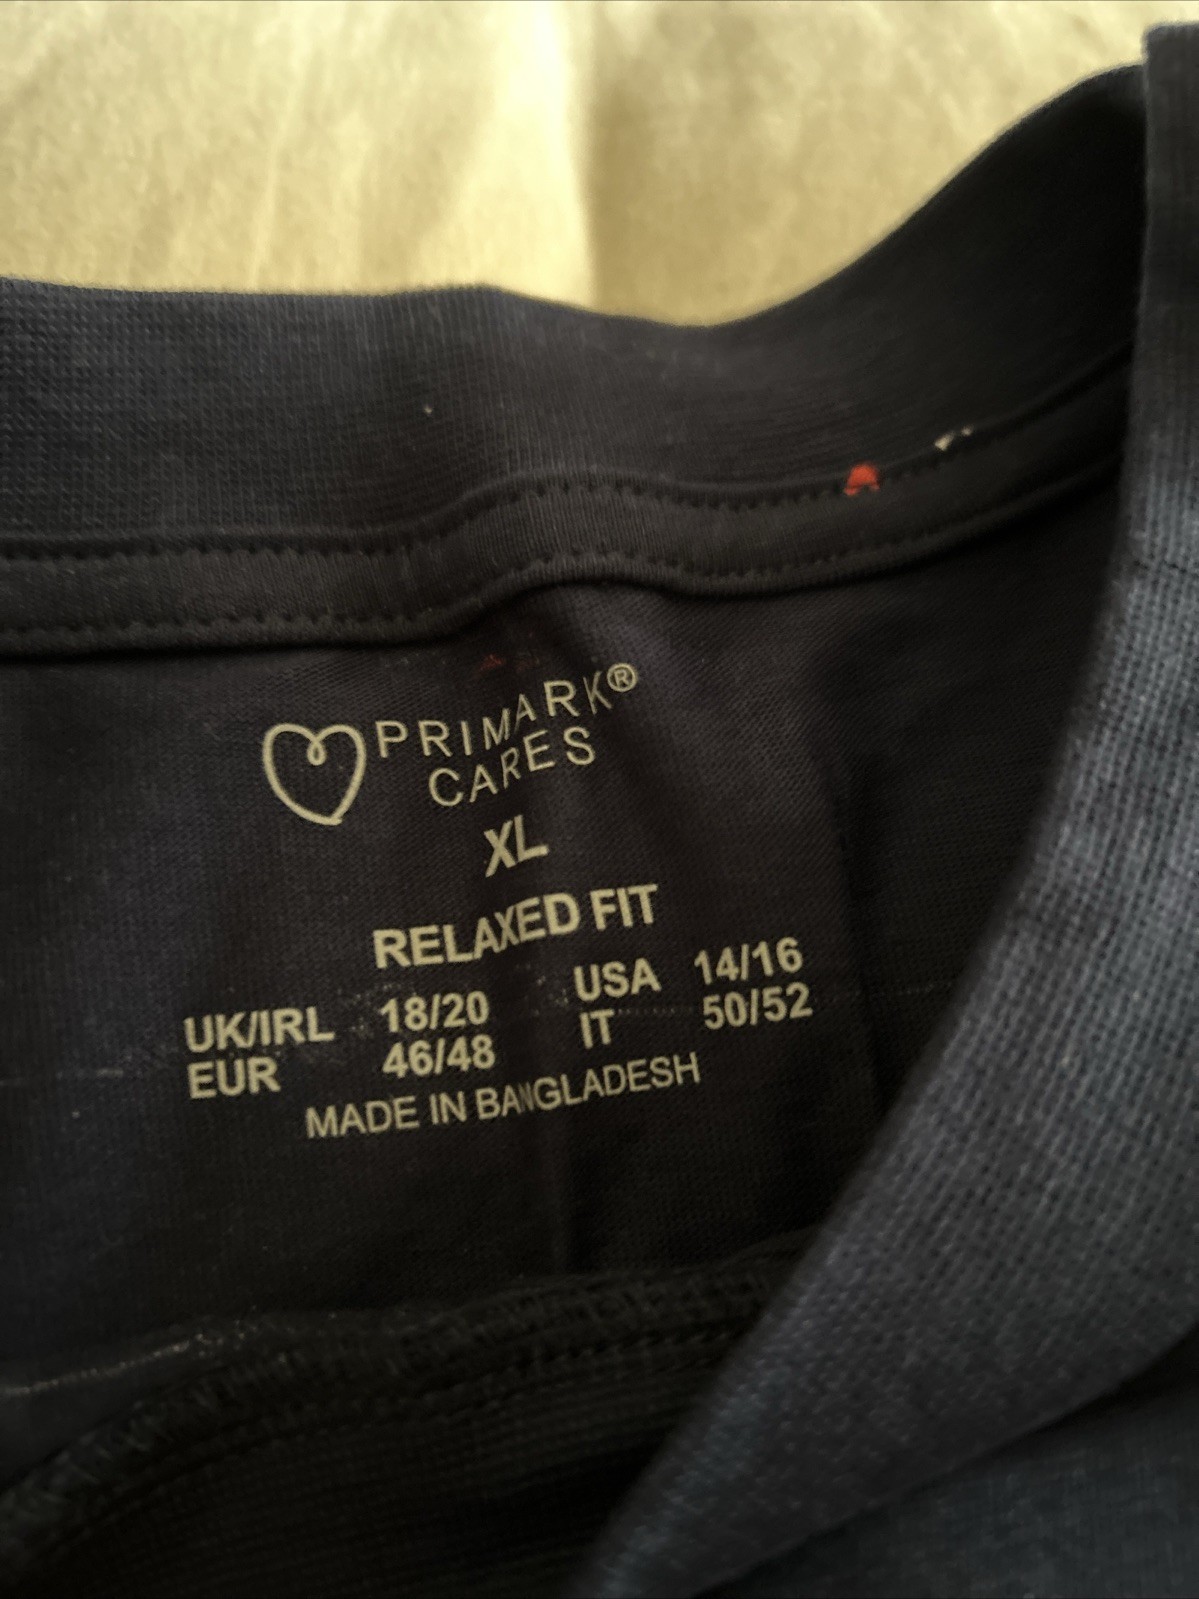 PRIMARK®
CARES
XL
RELAXED FIT
UK/IRL 18/20 USA 14/16
EUR 46/48 IT 50/52
MADE IN BANGLADESH